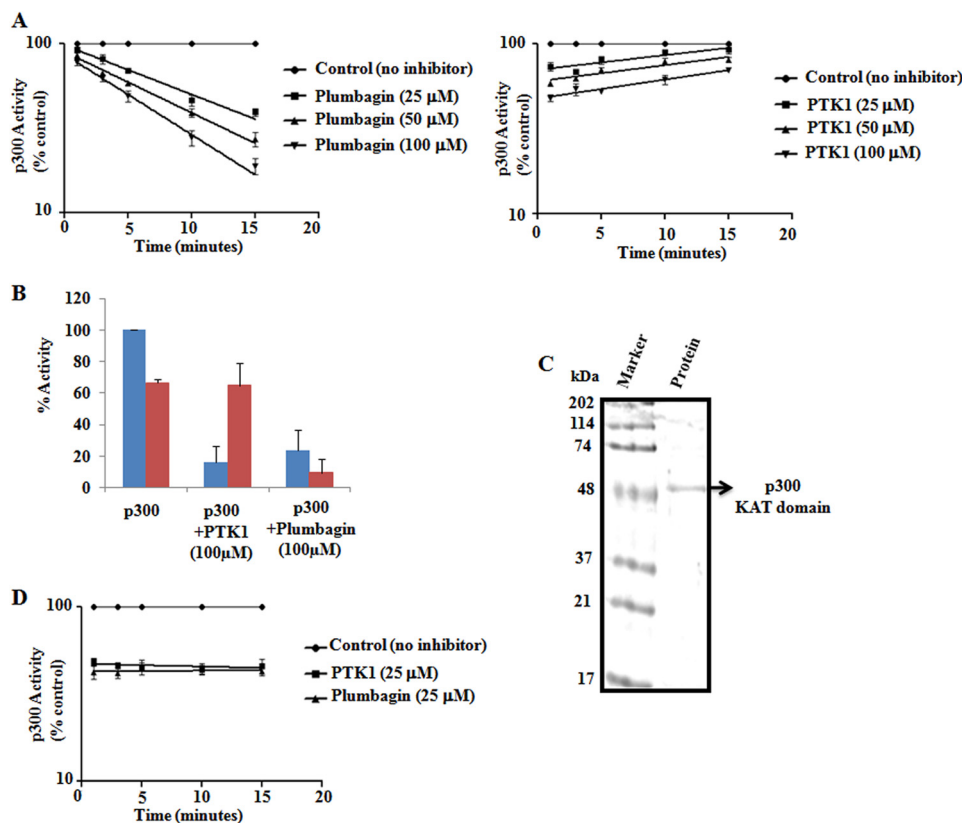 A
100
10
p300 Activity
(% control)
0
5
10
15
20
Time (minutes)
Control (no inhibitor)
Plumbagin (25 μM)
Plumbagin (50 μM)
Plumbagin (100 μM)
100
10
p300 Activity
(% control)
0
5
10
15
20
Time (minutes)
Control (no inhibitor)
PTK1 (25 μM)
PTK1 (50 μM)
PTK1 (100 μM)
B
120
100
80
60
40
20
0
% Activity
p300
p300
+PTK1
(100μM)
p300
+Plumbagin
(100μM)
C
kDa
Marker
Protein
202
114
74
48
37
21
17
p300
KAT domain
D
100
10
p300 Activity
(% control)
0
5
10
15
20
Time (minutes)
Control (no inhibitor)
PTK1 (25 μM)
Plumbagin (25 μM)